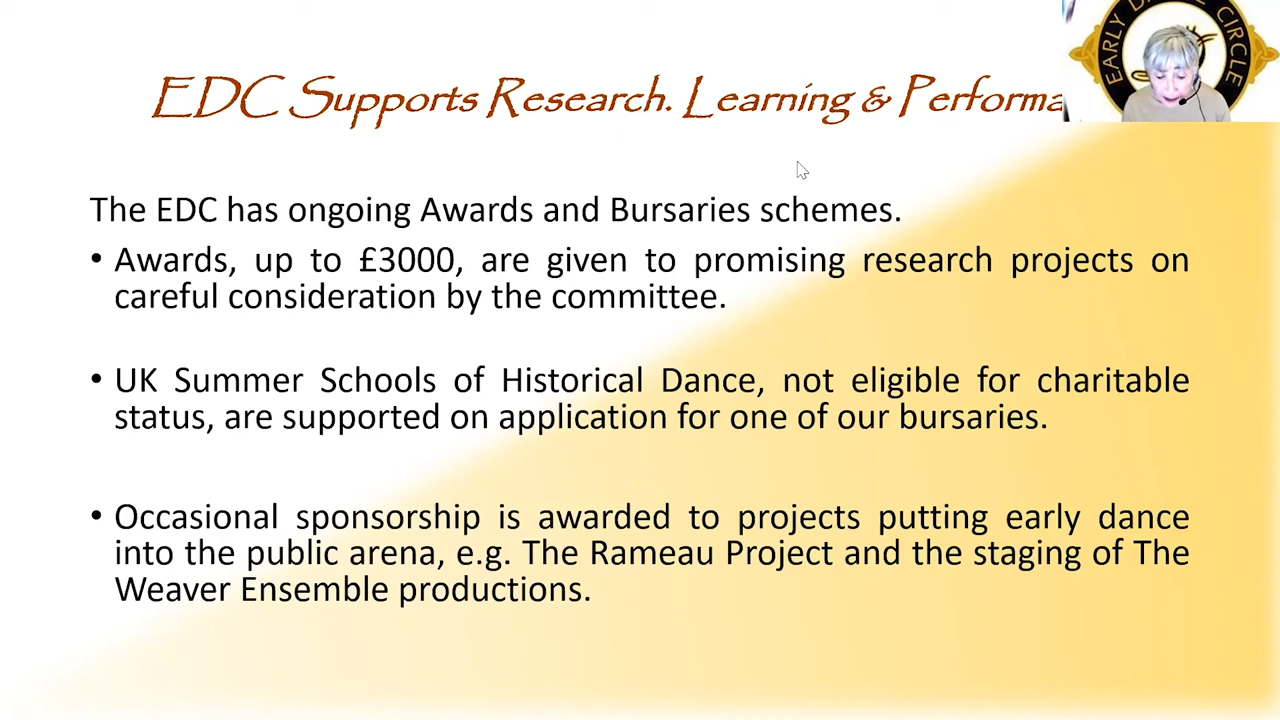 EARLY DANCE CIRCLE
EDC Supports Research. Learning & Performa
The EDC has ongoing Awards and Bursaries schemes.
• Awards, up to £3000, are given to promising research projects on
careful consideration by the committee.
• UK Summer Schools of Historical Dance, not eligible for charitable
status, are supported on application for one of our bursaries.
• Occasional sponsorship is awarded to projects putting early dance
into the public arena, e.g. The Rameau Project and the staging of The
Weaver Ensemble productions.